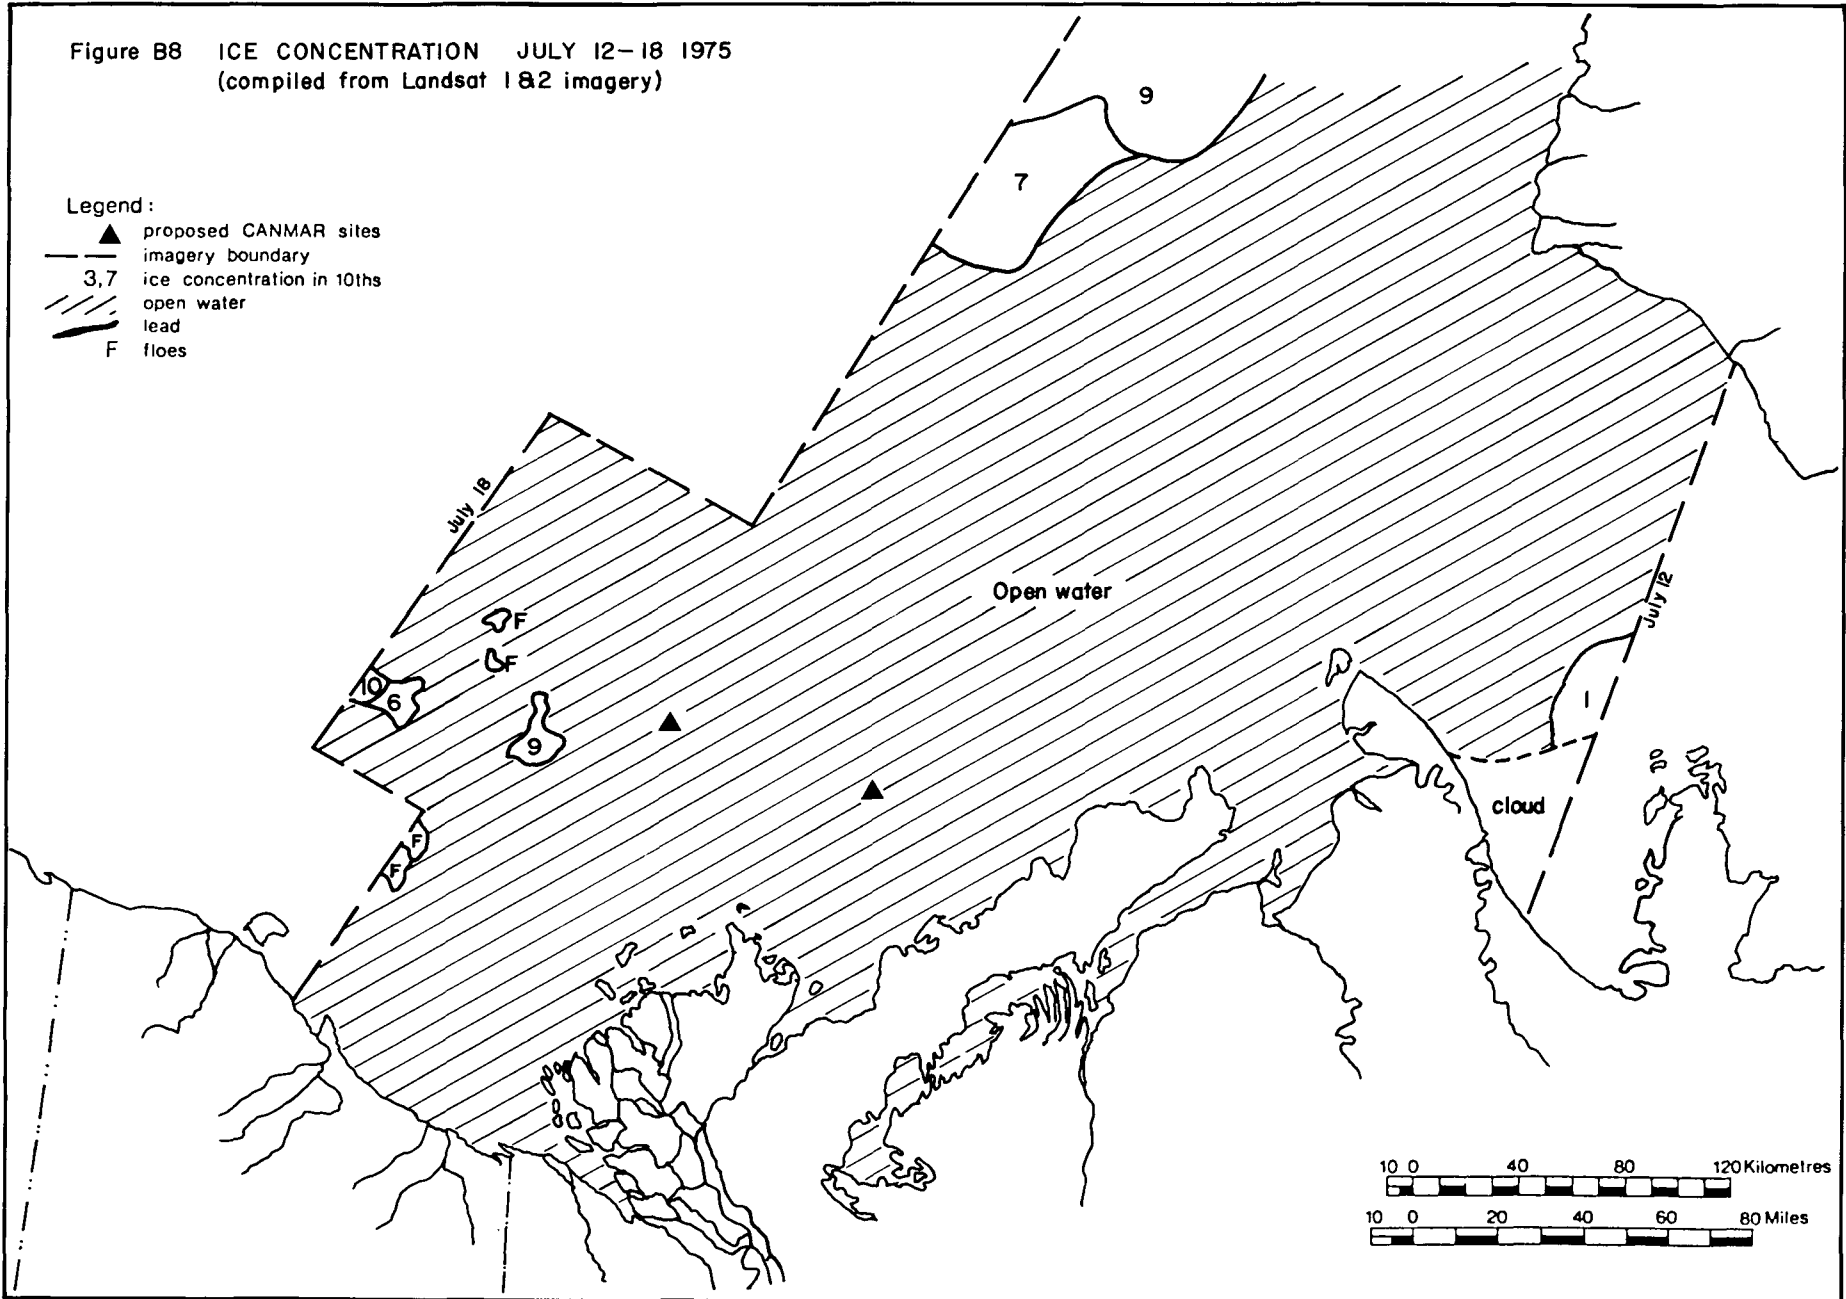 Figure B8 ICE CONCENTRATION JULY 12-18 1975
(compiled from Landsat 1&2 imagery)
Legend:
proposed CANMAR sites
imagery boundary
3,7 ice concentration in 10ths
open water
lead
F floes
9
7
July 18
Open water
July 12
F
F
10
6
9
1
cloud
F
F
10 0 40 80 120 Kilometres
10 0 20 40 60 80 Miles